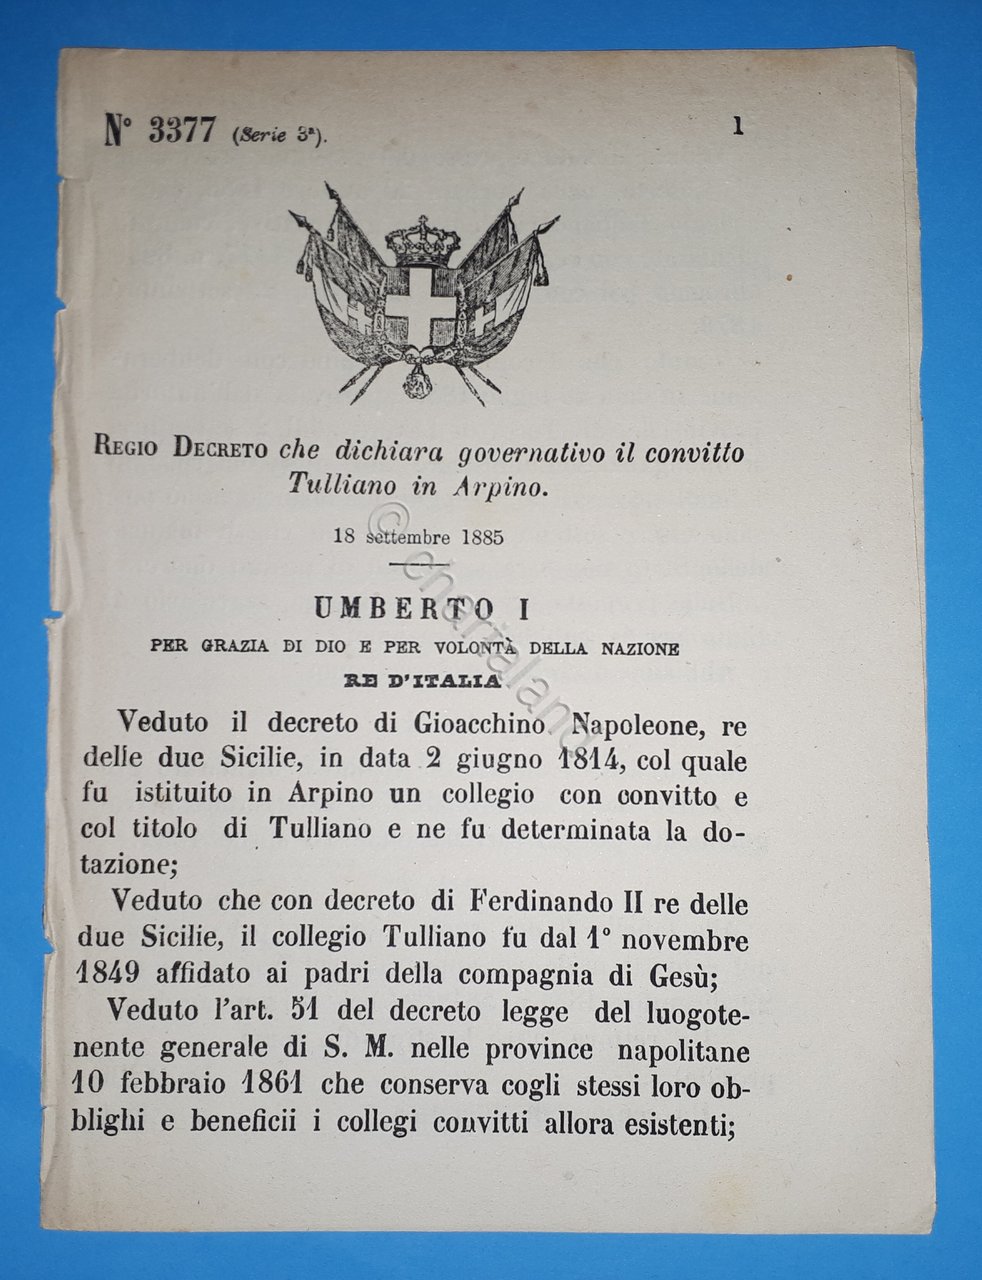 N° 3377 (Serie 3ª).
1
REGIO DECRETO che dichiara governativo il convitto
Tulliano in Arpino.
18 settembre 1885
UMBERTO I
PER GRAZIA DI DIO E PER VOLONTÀ DELLA NAZIONE
RE D'ITALIA
Veduto il decreto di Gioacchino Napoleone, re
delle due Sicilie, in data 2 giugno 1814, col quale
fu istituito in Arpino un collegio con convitto e
col titolo di Tulliano e ne fu determinata la do-
tazione;
Veduto che con decreto di Ferdinando II re delle
due Sicilie, il collegio Tulliano fu dal 1° novembre
1849 affidato ai padri della compagnia di Gesù;
Veduto l'art. 51 del decreto legge del luogote-
nente generale di S. M. nelle province napolitane
10 febbraio 1861 che conserva cogli stessi loro ob-
blighi e beneficii i collegi convitti allora esistenti;
© charialand